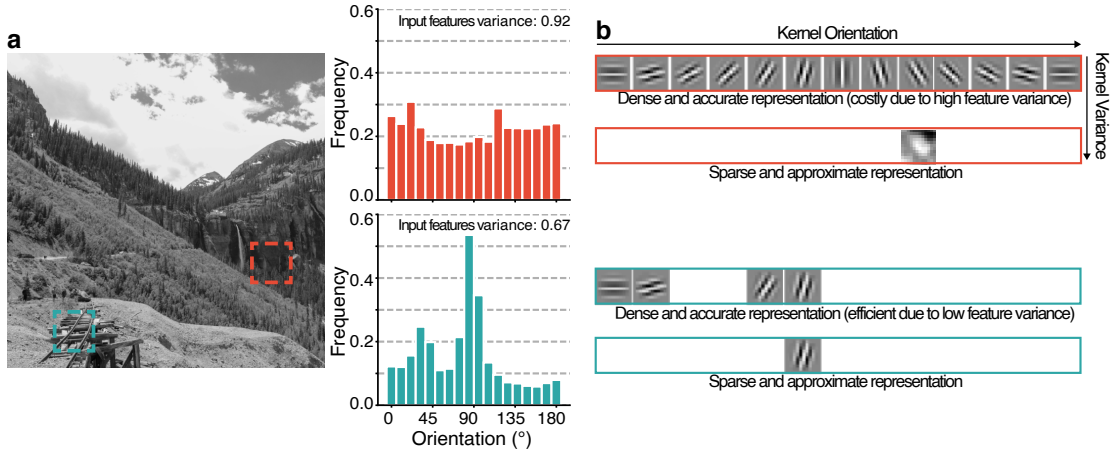 a
0.6
Input features variance: 0.92
0.4
0.2
0.0
Frequency
0.6
Input features variance: 0.67
0.4
0.2
0.0
Frequency
0 45 90 135 180
Orientation (°)
b
Kernel Orientation
Kernel Variance
Dense and accurate representation (costly due to high feature variance)
Sparse and approximate representation
Dense and accurate representation (efficient due to low feature variance)
Sparse and approximate representation